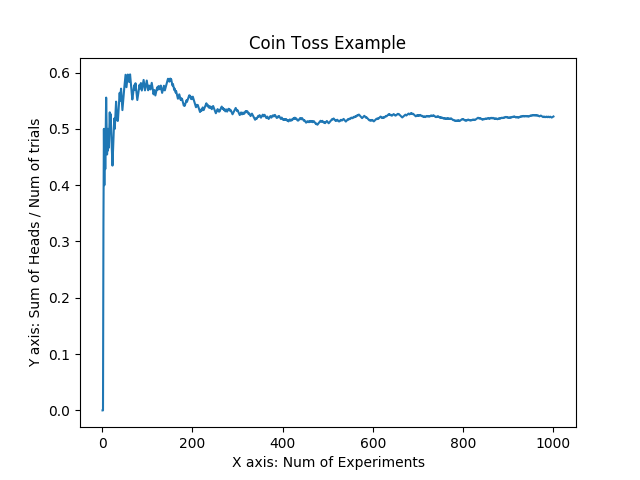 Coin Toss Example
Y axis: Sum of Heads / Num of trials
0.6
0.5
0.4
0.3
0.2
0.1
0.0
0 200 400 600 800 1000
X axis: Num of Experiments